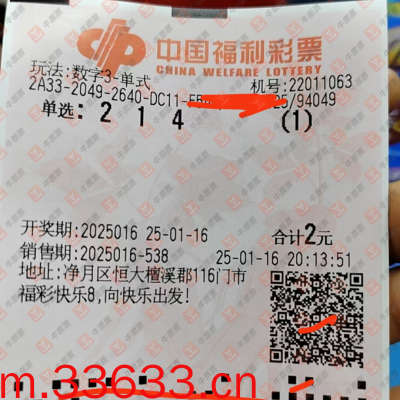 中国福利彩票
CHINA WELFARE LOTTERY
玩法:数字3-单式
机号:22011063
2A33-2049-2640-DC11- 25/94049
单选: 2 1 4 (1)
开奖期:2025016 25-01-16 合计2元
销售期:2025016-538 25-01-16 20:13:51
地址:净月区恒大檀溪郡116门市
福彩快乐8,向快乐出发!
m.33633.cn